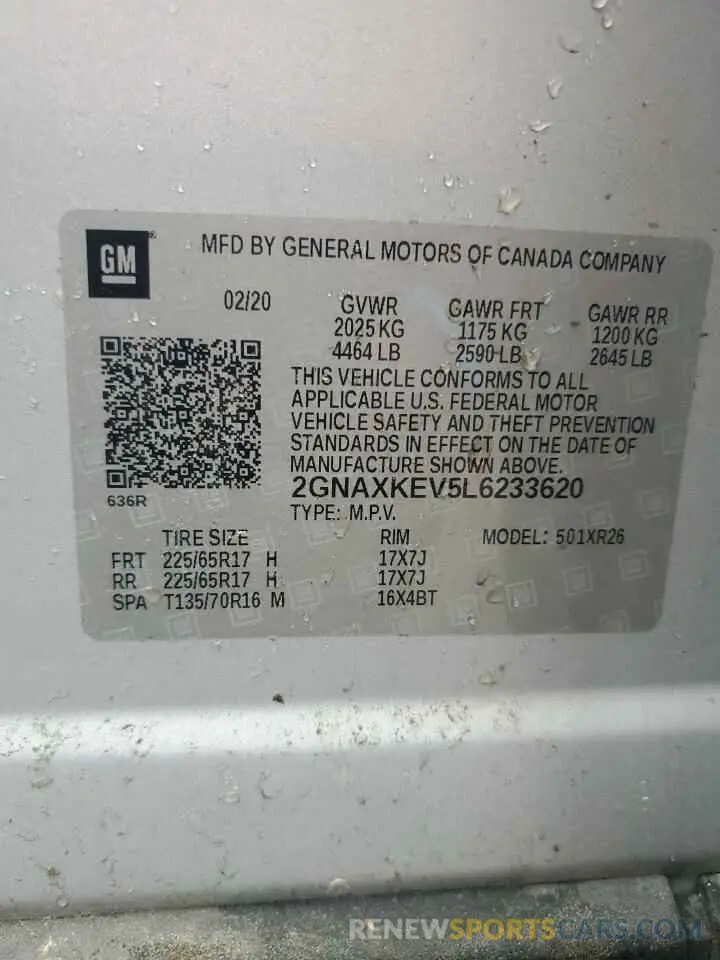 GM®
MFD BY GENERAL MOTORS OF CANADA COMPANY
02/20 GVWR GAWR FRT GAWR RR
2025 KG 1175 KG 1200 KG
4464 LB 2590 LB 2645 LB
THIS VEHICLE CONFORMS TO ALL
APPLICABLE U.S. FEDERAL MOTOR
VEHICLE SAFETY AND THEFT PREVENTION
STANDARDS IN EFFECT ON THE DATE OF
MANUFACTURE SHOWN ABOVE.
636R
2GNAXKEV5L6233620
TYPE: M.P.V.
TIRE SIZE RIM MODEL: 501XR26
FRT 225/65R17 H 17X7J
RR 225/65R17 H 17X7J
SPA T135/70R16 M 16X4BT
RENEWSPORTSCARS.COM